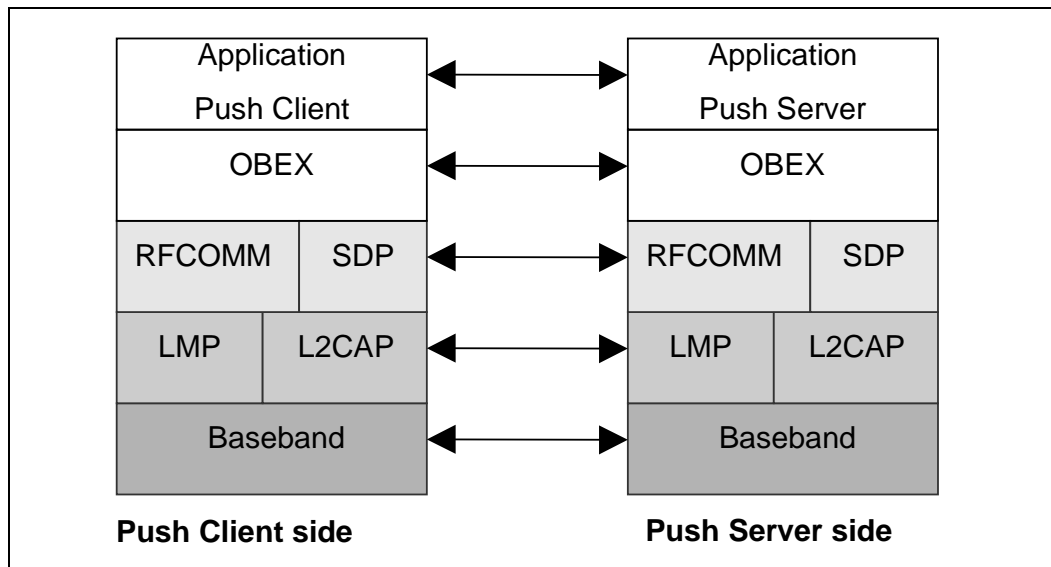 Application
Push Client
Application
Push Server
OBEX
OBEX
RFCOMM SDP
RFCOMM SDP
LMP L2CAP
LMP L2CAP
Baseband
Baseband
Push Client side
Push Server side